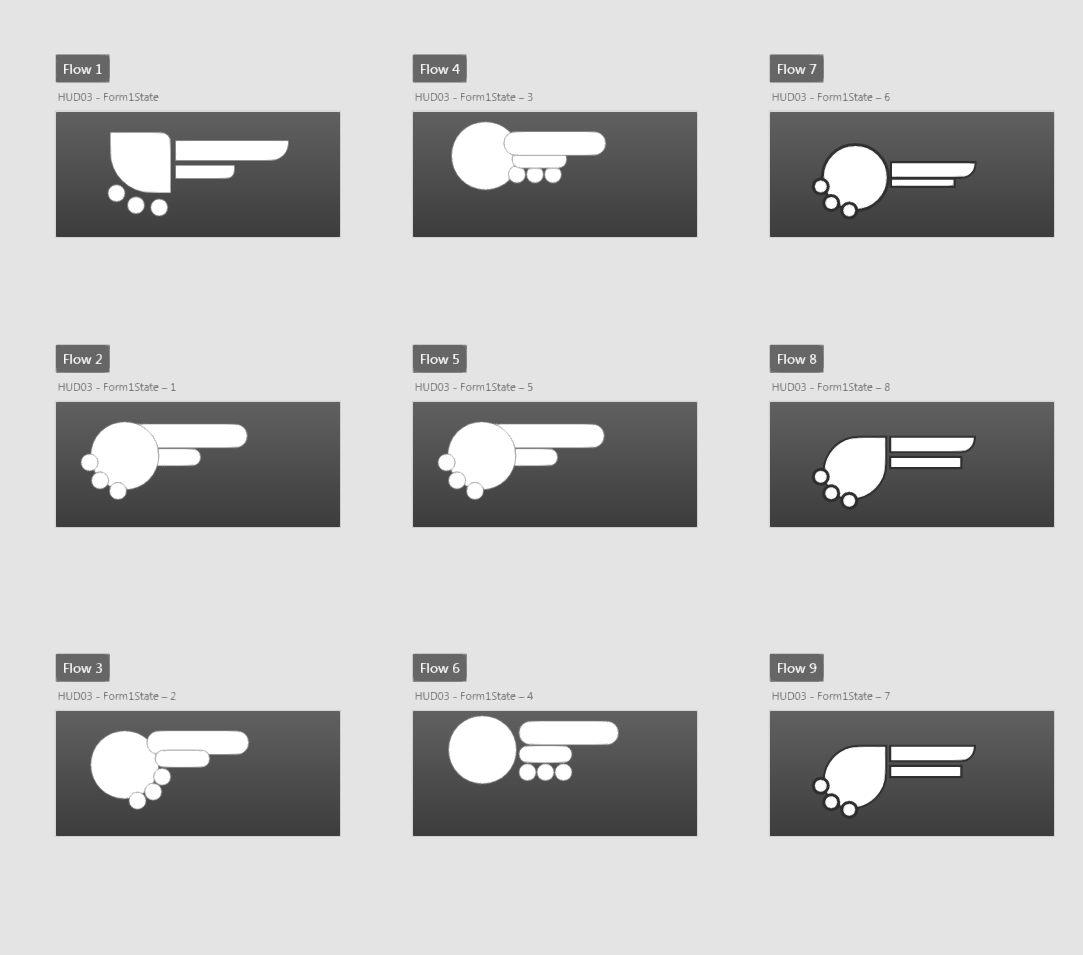 Flow 1
HUD03 - Form1State
Flow 4
HUD03 - Form1State – 3
Flow 7
HUD03 - Form1State – 6
Flow 2
HUD03 - Form1State – 1
Flow 5
HUD03 - Form1State – 5
Flow 8
HUD03 - Form1State – 8
Flow 3
HUD03 - Form1State – 2
Flow 6
HUD03 - Form1State – 4
Flow 9
HUD03 - Form1State – 7